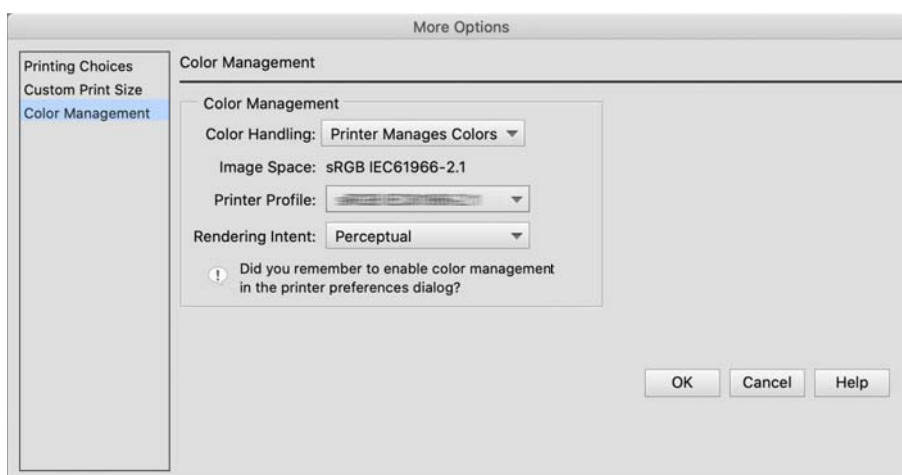 More Options
Printing Choices
Custom Print Size
Color Management
Color Management
Color Management
Color Handling: Printer Manages Colors
Image Space: sRGB IEC61966-2.1
Printer Profile:
Rendering Intent: Perceptual
! Did you remember to enable color management
in the printer preferences dialog?
OK Cancel Help